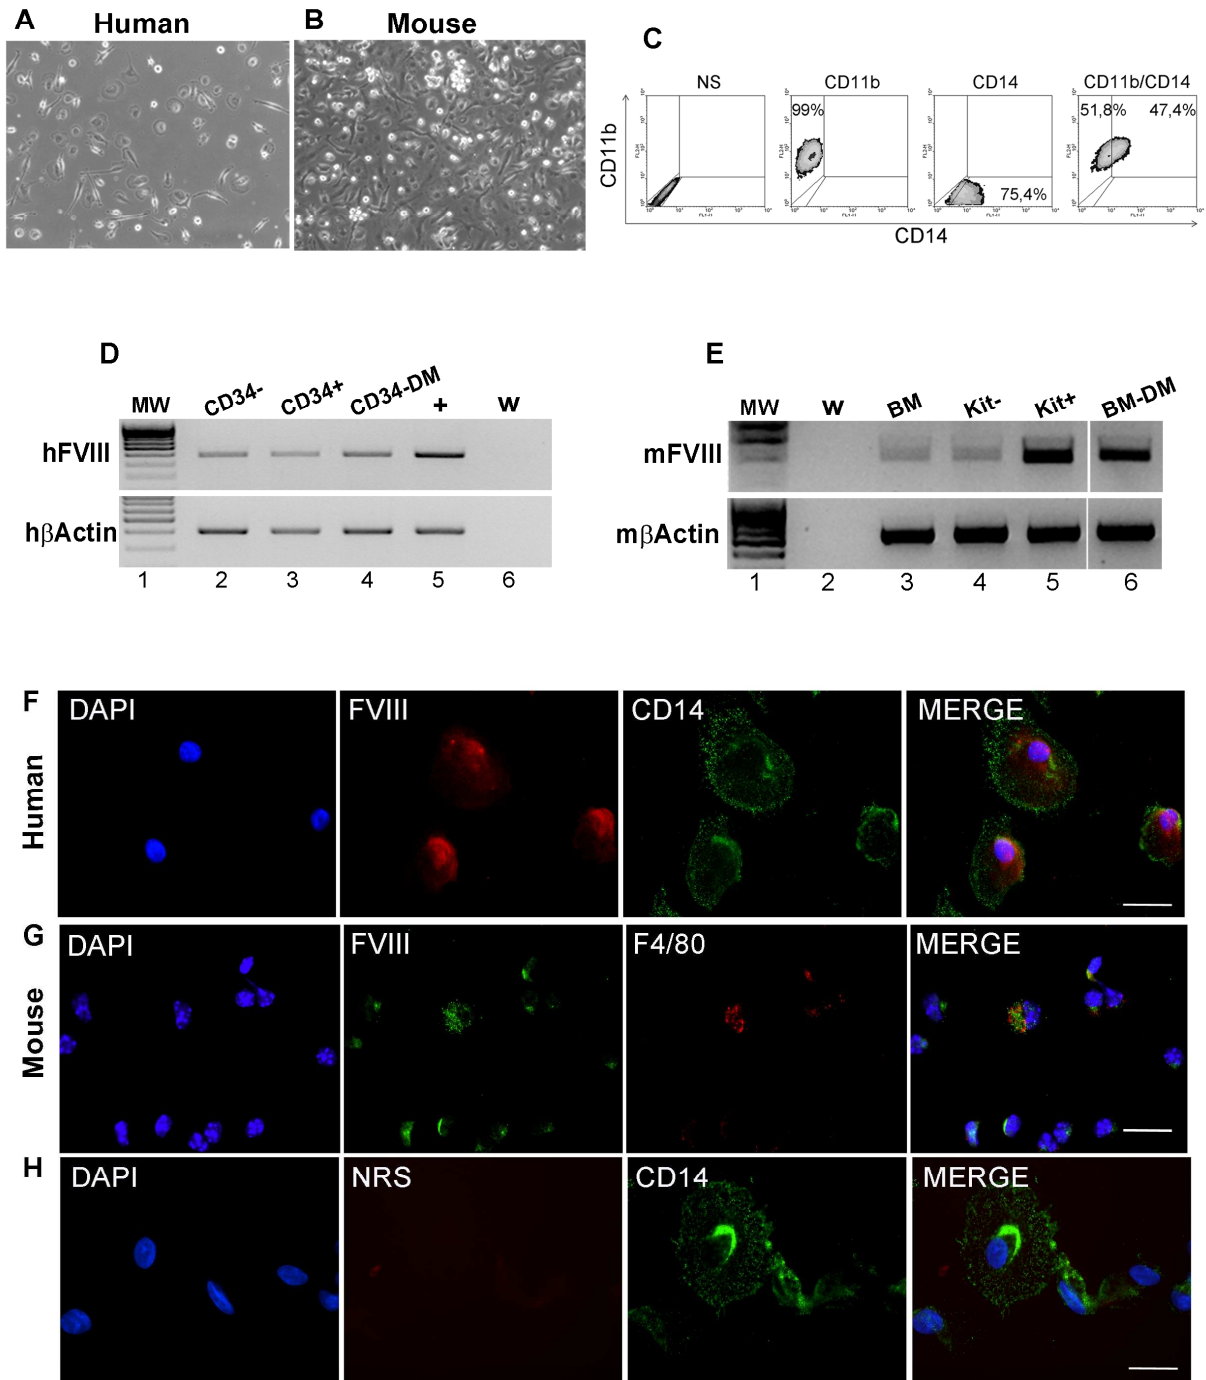 A Human
B Mouse
C
NS CD11b CD14 CD11b/CD14
99% 51,8% 47,4%
75,4%
CD11b
CD14
D
MW CD34- CD34+ CD34-DM + W
hFVIII
hβActin
1 2 3 4 5 6
E
MW W BM Kit- Kit+ BM-DM
mFVIII
mβActin
1 2 3 4 5 6
F
Human
DAPI FVIII CD14 MERGE
G
Mouse
DAPI FVIII F4/80 MERGE
H
DAPI NRS CD14 MERGE